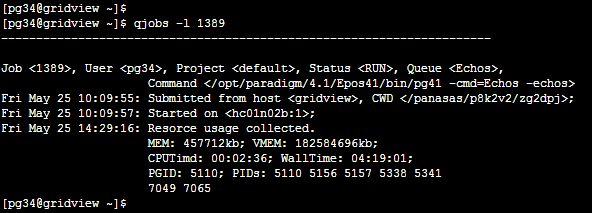 [pg34@gridview ~]$
[pg34@gridview ~]$ qjobs -l 1389
----------------------------------------------------------------------
Job <1389>, User <pg34>, Project <default>, Status <RUN>, Queue <Echos>,
Command </opt/paradigm/4.1/Epos41/bin/pg41 -cmd=Echos -echos>
Fri May 25 10:09:55: Submitted from host <gridview>, CWD </panasas/p8k2v2/zg2dpj>;
Fri May 25 10:09:57: Started on <hc01n02b:1>;
Fri May 25 14:29:16: Resorce usage collected.
MEM: 457712kb; VMEM: 182584696kb;
CPUTimd: 00:02:36; WallTime: 04:19:01;
PGID: 5110; PIDs: 5110 5156 5157 5338 5341
7049 7065
[pg34@gridview ~]$